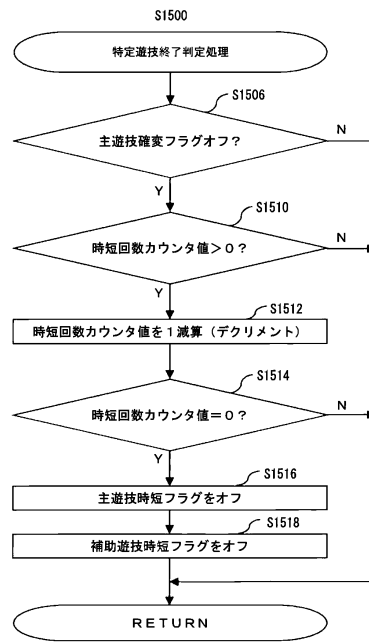 S1500
特定遊技終了判定処理
S1506
主遊技確変フラグオフ？
N
Y
S1510
時短回数カウンタ値＞０？
N
Y
S1512
時短回数カウンタ値を１減算（デクリメント）
S1514
時短回数カウンタ値＝０？
N
Y
S1516
主遊技時短フラグをオフ
S1518
補助遊技時短フラグをオフ
ＲＥＴＵＲＮ